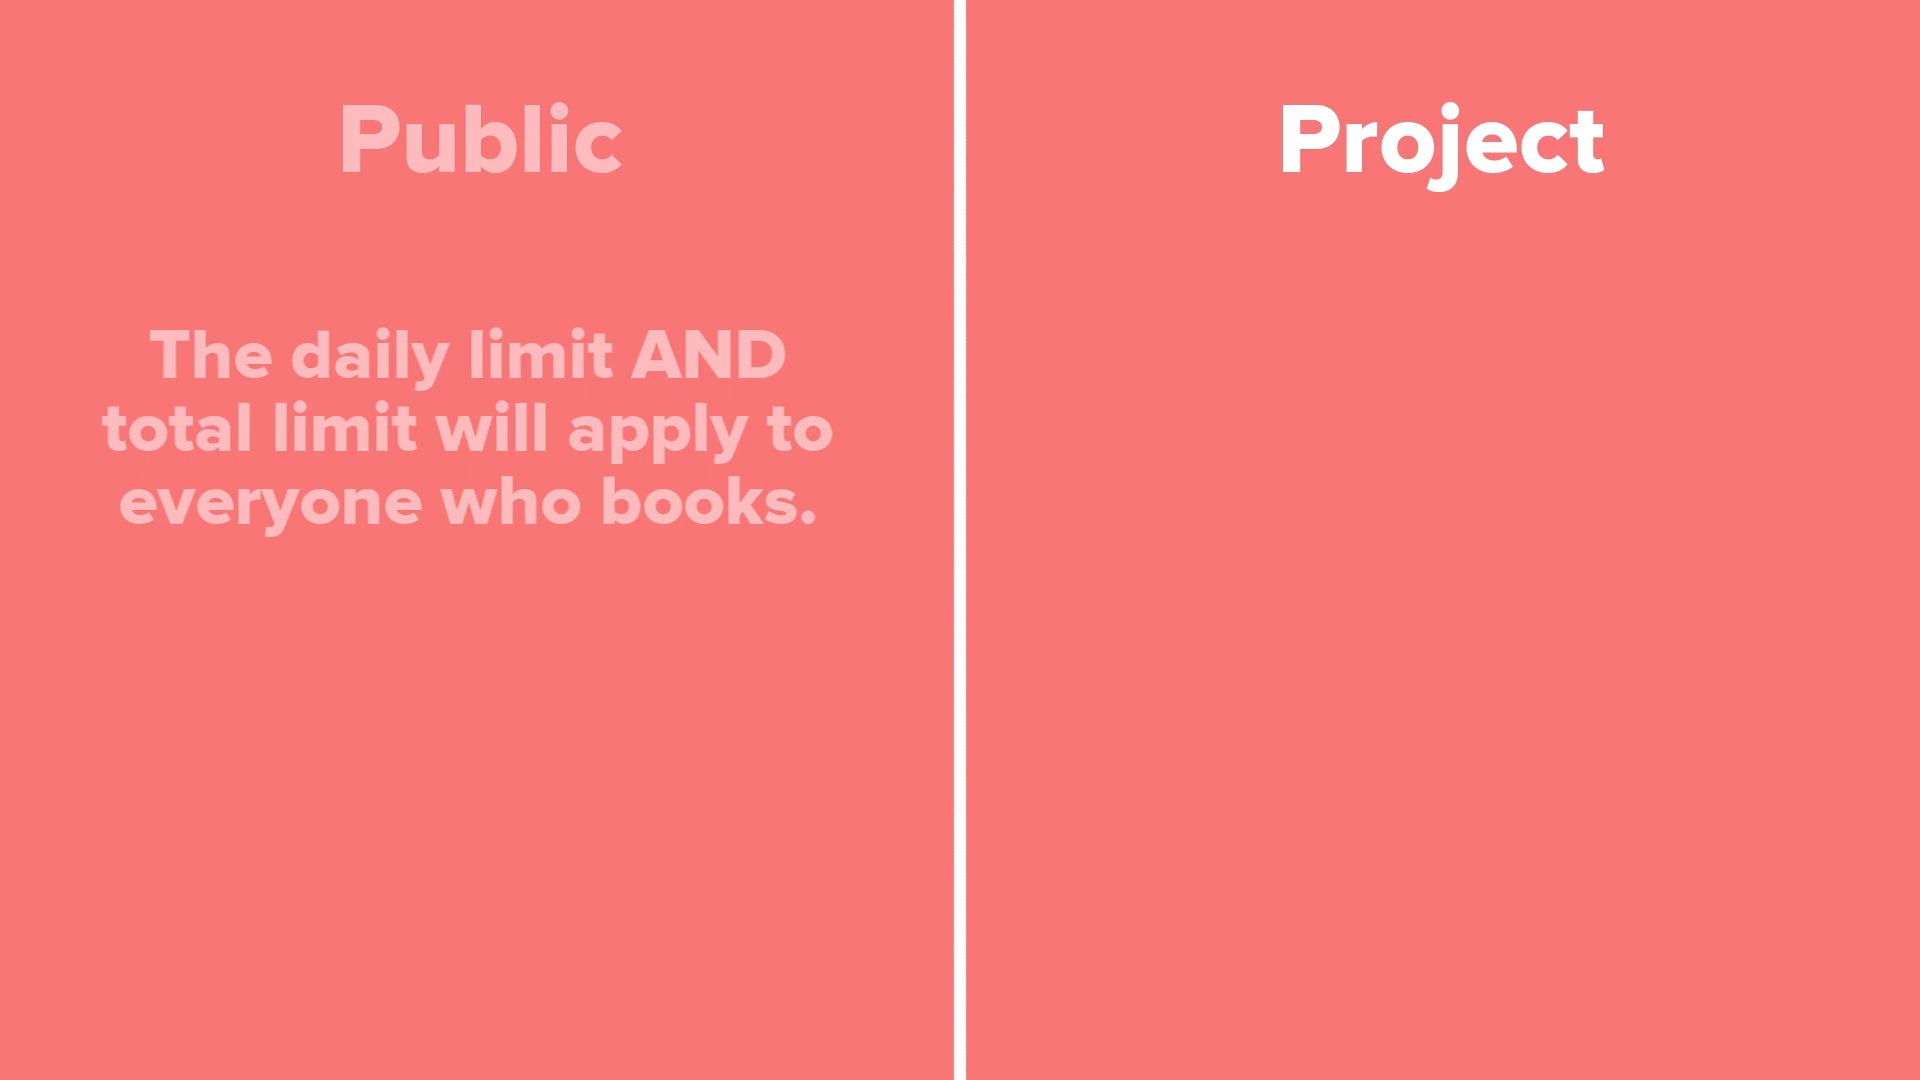 Public
The daily limit AND
total limit will apply to
everyone who books.
Project